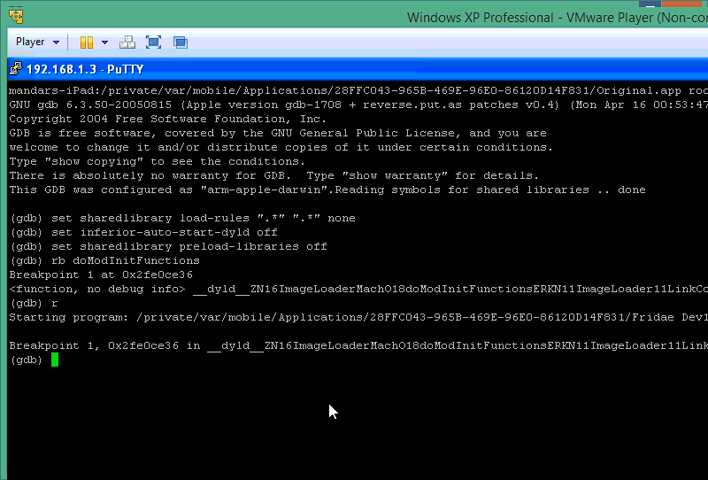 Windows XP Professional - VMware Player (Non-co
Player
192.168.1.3 - PuTTY
mandars-iPad:/private/var/mobile/Applications/28FFC043-965B-469E-96E0-86120D14F831/Original.app roo
GNU gdb 6.3.50-20050815 (Apple version gdb-1708 + reverse.put.as patches v0.4) (Mon Apr 16 00:53:47
Copyright 2004 Free Software Foundation, Inc.
GDB is free software, covered by the GNU General Public License, and you are
welcome to change it and/or distribute copies of it under certain conditions.
Type "show copying" to see the conditions.
There is absolutely no warranty for GDB.  Type "show warranty" for details.
This GDB was configured as "arm-apple-darwin".Reading symbols for shared libraries .. done
(gdb) set sharedlibrary load-rules ".*" ".*" none
(gdb) set inferior-auto-start-dyld off
(gdb) set sharedlibrary preload-libraries off
(gdb) rb doModInitFunctions
Breakpoint 1 at 0x2fe0ce36
<function, no debug info> __dyld__ZN16ImageLoaderMachO18doModInitFunctionsERKN11ImageLoader11LinkCo
(gdb) r
Starting program: /private/var/mobile/Applications/28FFC043-965B-469E-96E0-86120D14F831/Fridae Dev1
Breakpoint 1, 0x2fe0ce36 in __dyld__ZN16ImageLoaderMachO18doModInitFunctionsERKN11ImageLoader11Link
(gdb)